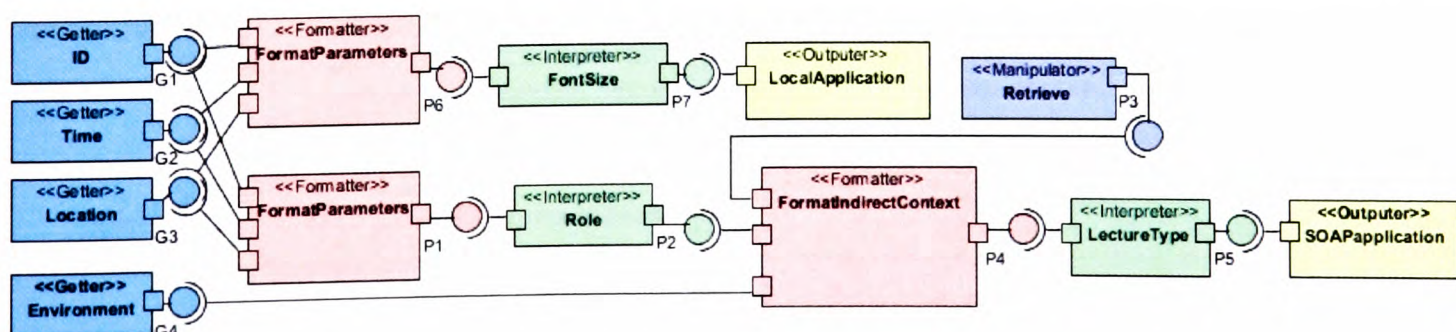 <<Getter>>
ID
G1
<<Getter>>
Time
G2
<<Getter>>
Location
G3
<<Getter>>
Environment
G4
<<Formatter>>
FormatParameters
P6
<<Interpreter>>
FontSize
P7
<<Outputer>>
LocalApplication
<<Manipulator>>
Retrieve
P3
<<Formatter>>
FormatParameters
P1
<<Interpreter>>
Role
P2
<<Formatter>>
FormatIndirectContext
P4
<<Interpreter>>
LectureType
P5
<<Outputer>>
SOAPapplication